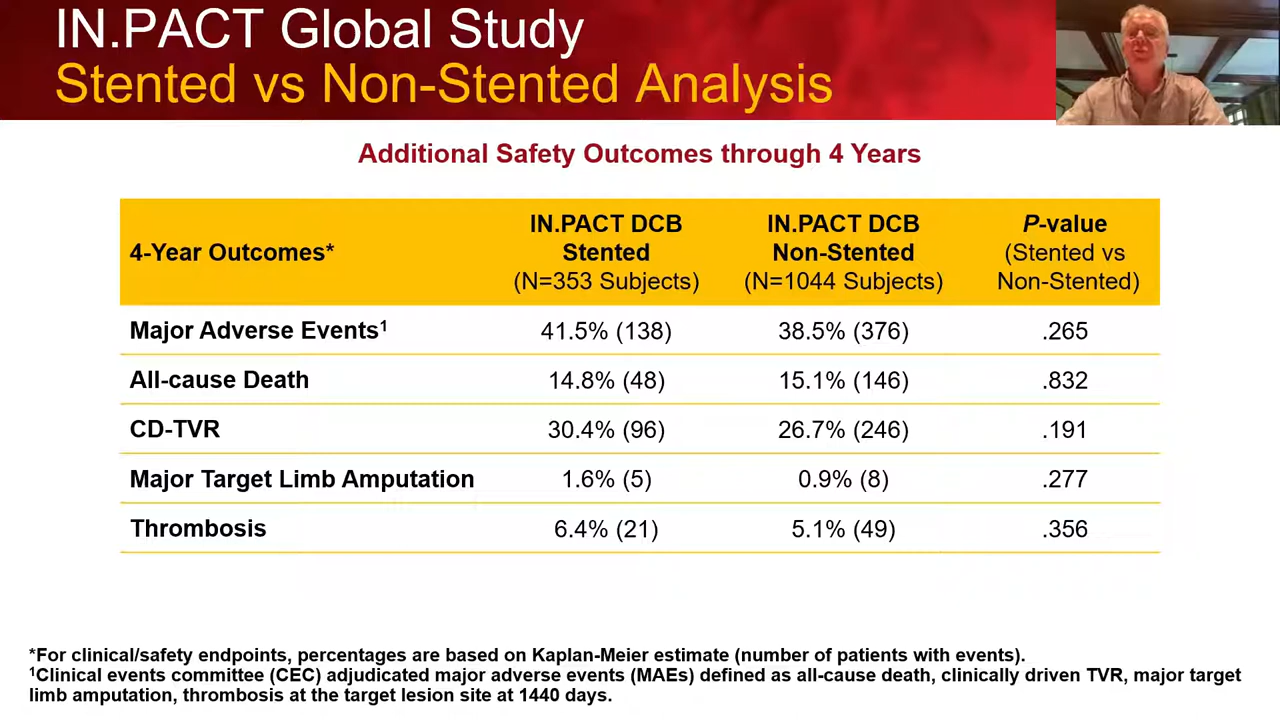 IN.PACT Global Study
Stented vs Non-Stented Analysis
Additional Safety Outcomes through 4 Years
4-Year Outcomes* IN.PACT DCB Stented (N=353 Subjects) IN.PACT DCB Non-Stented (N=1044 Subjects) P-value (Stented vs Non-Stented)
Major Adverse Events¹ 41.5% (138) 38.5% (376) .265
All-cause Death 14.8% (48) 15.1% (146) .832
CD-TVR 30.4% (96) 26.7% (246) .191
Major Target Limb Amputation 1.6% (5) 0.9% (8) .277
Thrombosis 6.4% (21) 5.1% (49) .356
*For clinical/safety endpoints, percentages are based on Kaplan-Meier estimate (number of patients with events).
¹Clinical events committee (CEC) adjudicated major adverse events (MAEs) defined as all-cause death, clinically driven TVR, major target
limb amputation, thrombosis at the target lesion site at 1440 days.